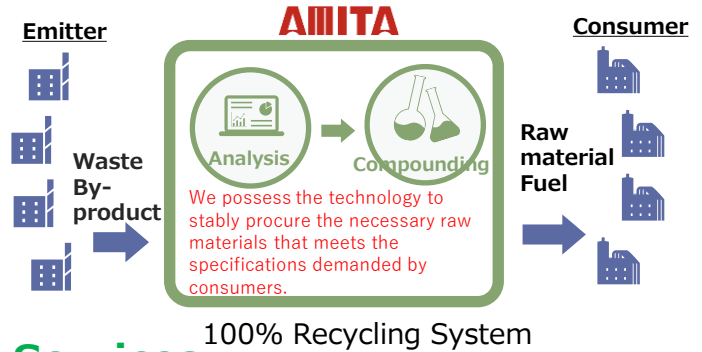 AMITA
Emitter
Consumer
Analysis
Compounding
Waste
By-
product
Raw
material
Fuel
We possess the technology to
stably procure the necessary raw
materials that meets the
specifications demanded by
consumers.
100% Recycling System